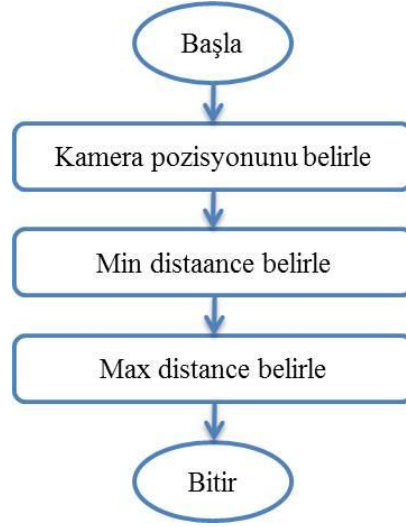 Başla
Kamera pozisyonunu belirle
Min distaance belirle
Max distance belirle
Bitir